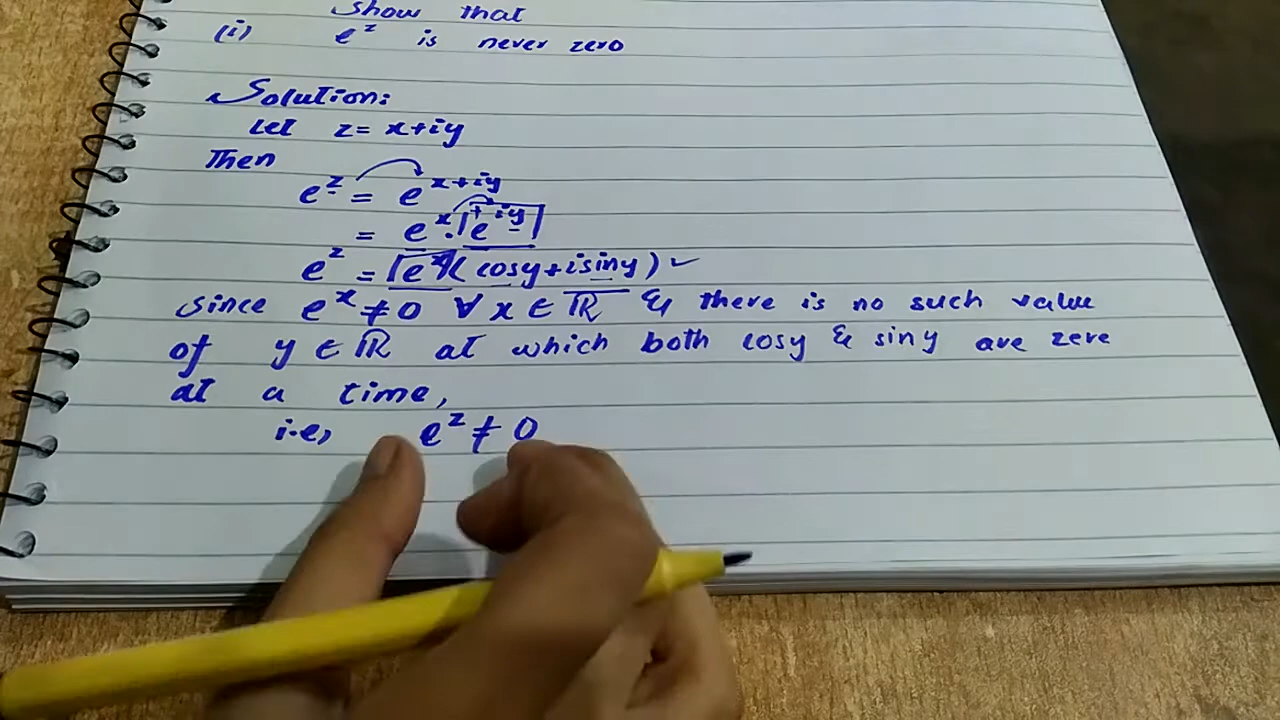 Show that
(i) e^z is never zero
Solution:
Let z = x+iy
Then
e^z = e^x+iy
= e^x . e^+iy
e^z = e^x (cosy+isiny) ✓
Since e^x ≠ 0 ∀ x ∈ ℝ & there is no such value
of y ∈ ℝ at which both cosy & siny are zero
at a time,
i.e, e^z ≠ 0